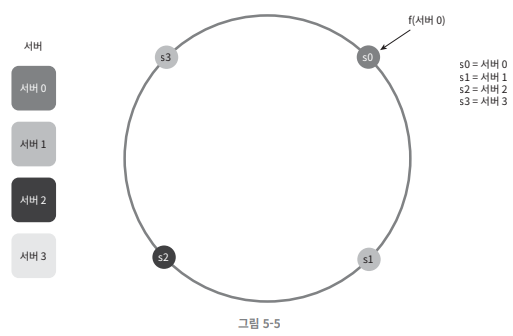 서버
서버 0
서버 1
서버 2
서버 3
f(서버 0)
s3
s0
s2
s1
s0 = 서버 0
s1 = 서버 1
s2 = 서버 2
s3 = 서버 3
그림 5-5